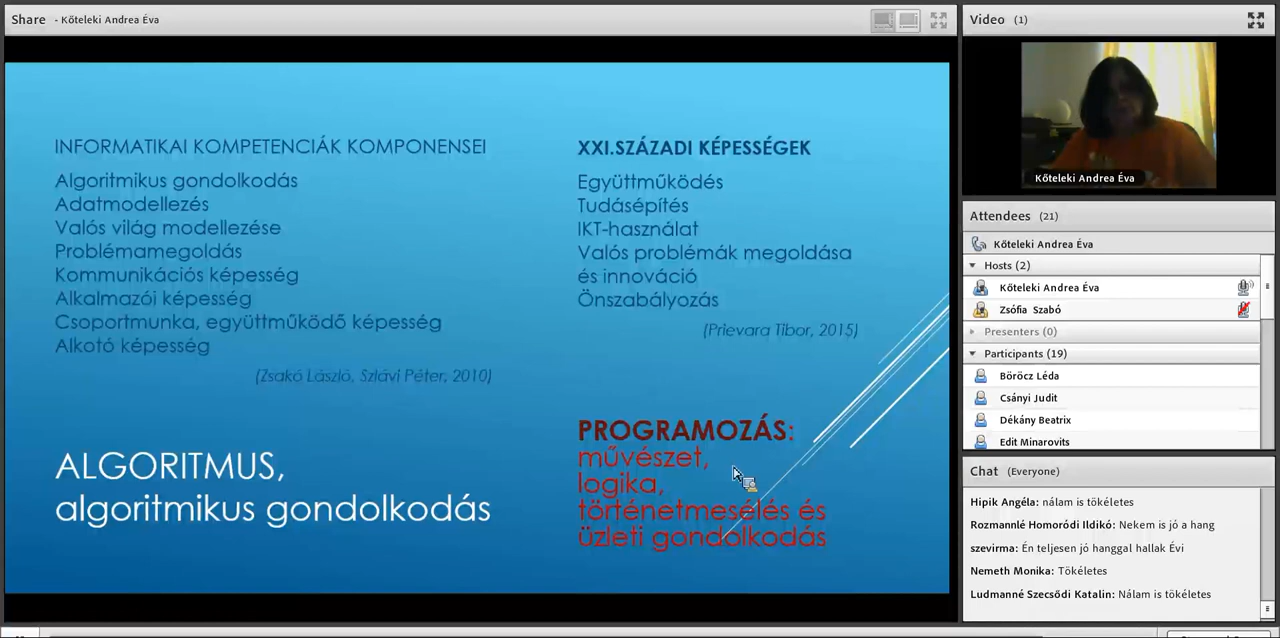 Share - Kőteleki Andrea Éva
INFORMATIKAI KOMPETENCIÁK KOMPONENSEI
Algoritmikus gondolkodás
Adatmodellezés
Valós világ modellezése
Problémamegoldás
Kommunikációs képesség
Alkalmazói képesség
Csoportmunka, együttműködő képesség
Alkotó képesség
(Zsakó László, Szlávi Péter, 2010)
ALGORITMUS,
algoritmikus gondolkodás
XXI.SZÁZADI KÉPESSÉGEK
Együttműködés
Tudásépítés
IKT-használat
Valós problémák megoldása
és innováció
Önszabályozás
(Prievara Tibor, 2015)
PROGRAMOZÁS:
művészet,
logika,
történetmesélés és
üzleti gondolkodás
Video (1)
Kőteleki Andrea Éva
Attendees (21)
Kőteleki Andrea Éva
Hosts (2)
Kőteleki Andrea Éva
Zsófia Szabó
Presenters (0)
Participants (19)
Böröcz Léda
Csányi Judit
Dékány Beatrix
Edit Minarovits
Chat (Everyone)
Hipik Angéla: nálam is tökéletes
Rozmannlé Homoródi Ildikó: Nekem is jó a hang
szevirma: Én teljesen jó hanggal hallak Évi
Nemeth Monika: Tökéletes
Ludmanné Szecsődi Katalin: Nálam is tökéletes